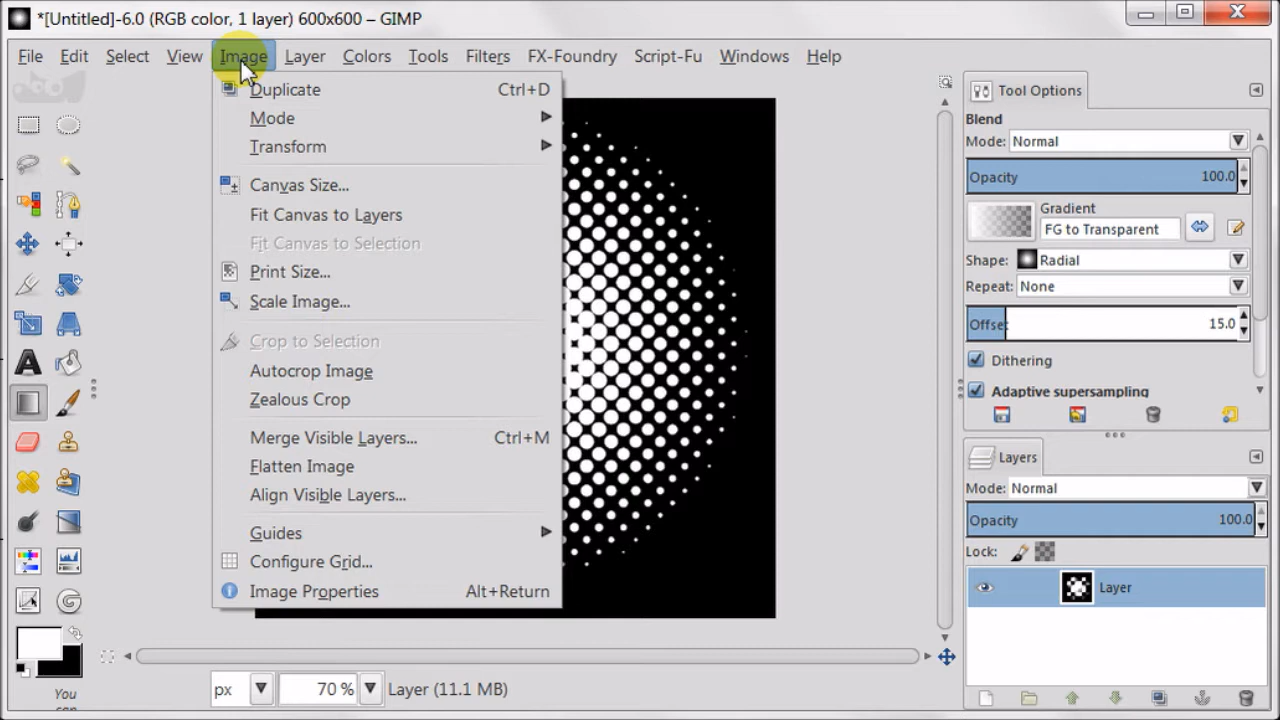 *[Untitled]-6.0 (RGB color, 1 layer) 600x600 – GIMP
File Edit Select View Image Layer Colors Tools Filters FX-Foundry Script-Fu Windows Help
Duplicate Ctrl+D
Mode
Transform
Canvas Size...
Fit Canvas to Layers
Fit Canvas to Selection
Print Size...
Scale Image...
Crop to Selection
Autocrop Image
Zealous Crop
Merge Visible Layers... Ctrl+M
Flatten Image
Align Visible Layers...
Guides
Configure Grid...
Image Properties Alt+Return
You
can
px 70 % Layer (11.1 MB)
Tool Options
Blend
Mode: Normal
Opacity 100.0
Gradient
FG to Transparent
Shape: Radial
Repeat: None
Offset 15.0
Dithering
Adaptive supersampling
Layers
Mode: Normal
Opacity 100.0
Lock:
Layer